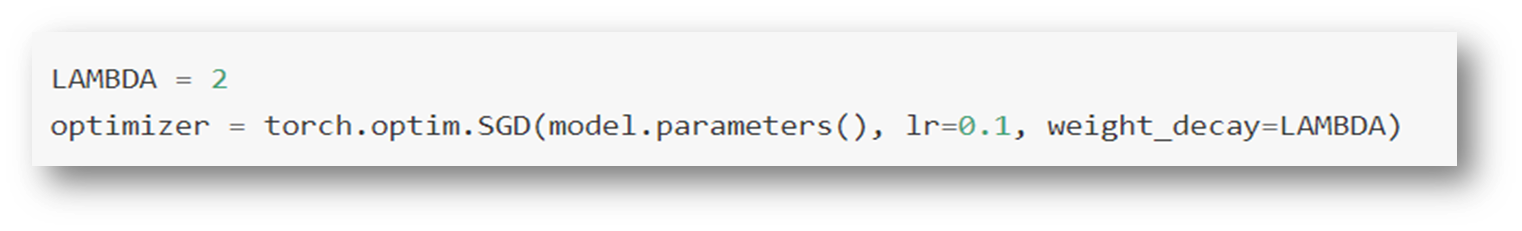 LAMBDA = 2
optimizer = torch.optim.SGD(model.parameters(), lr=0.1, weight_decay=LAMBDA)